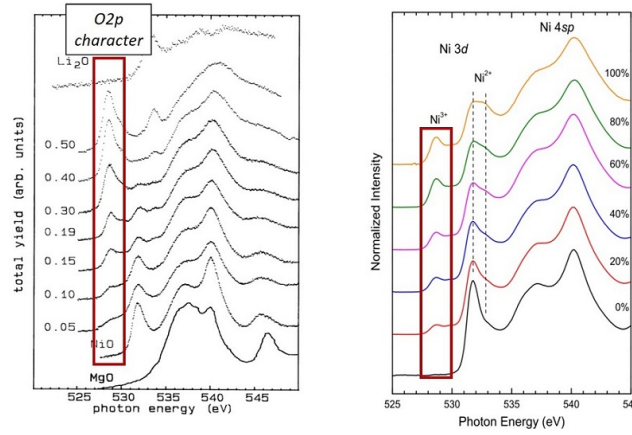 O2p
character
Li2O
0.50
0.40
0.30
0.19
0.15
0.10
0.05
NiO
MgO
total yield (arb. units)
525 530 535 540 545
photon energy (eV)
Ni 4sp
Ni 3d
Ni2+
Ni3+
100%
80%
60%
40%
20%
0%
Normalized Intensity
525 530 535 540 545
Photon Energy (eV)